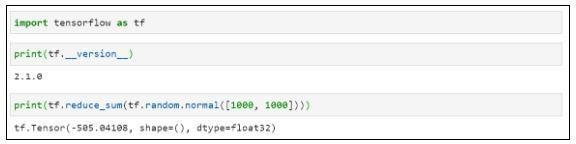 import tensorflow as tf
print(tf.__version__)
2.1.0
print(tf.reduce_sum(tf.random.normal([1000, 1000])))
tf.Tensor(-505.04108, shape=(), dtype=float32)